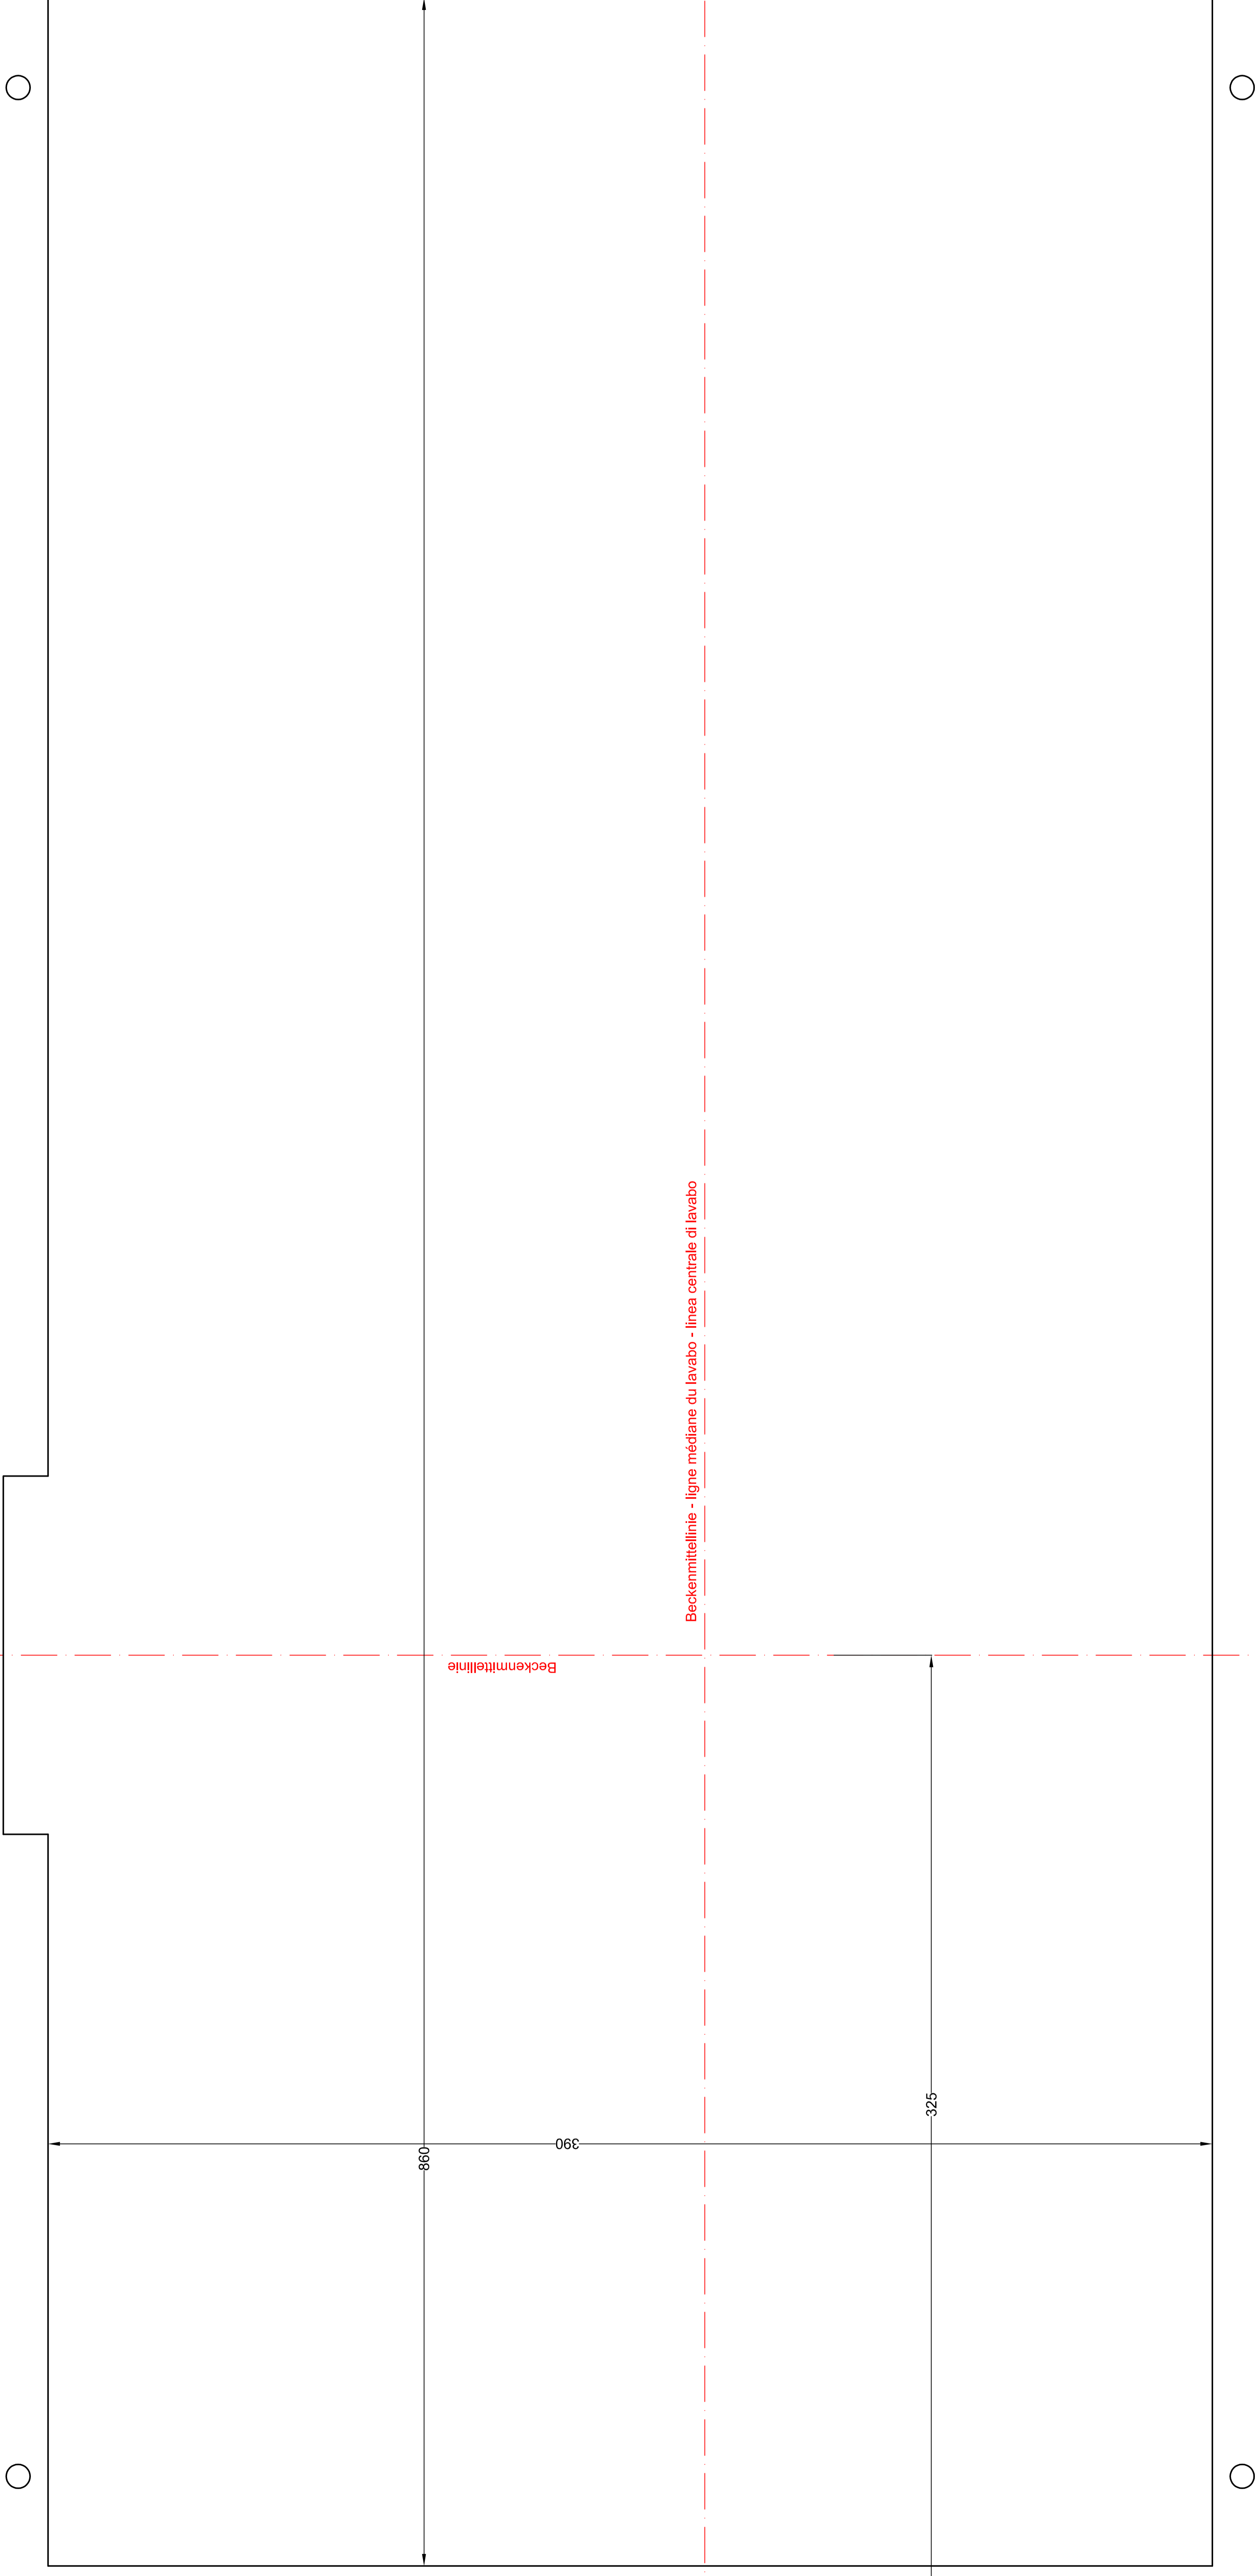 Beckenmittellinie - ligne médiane du lavabo - linea centrale di lavabo
Beckenmittellinie
325
390
860